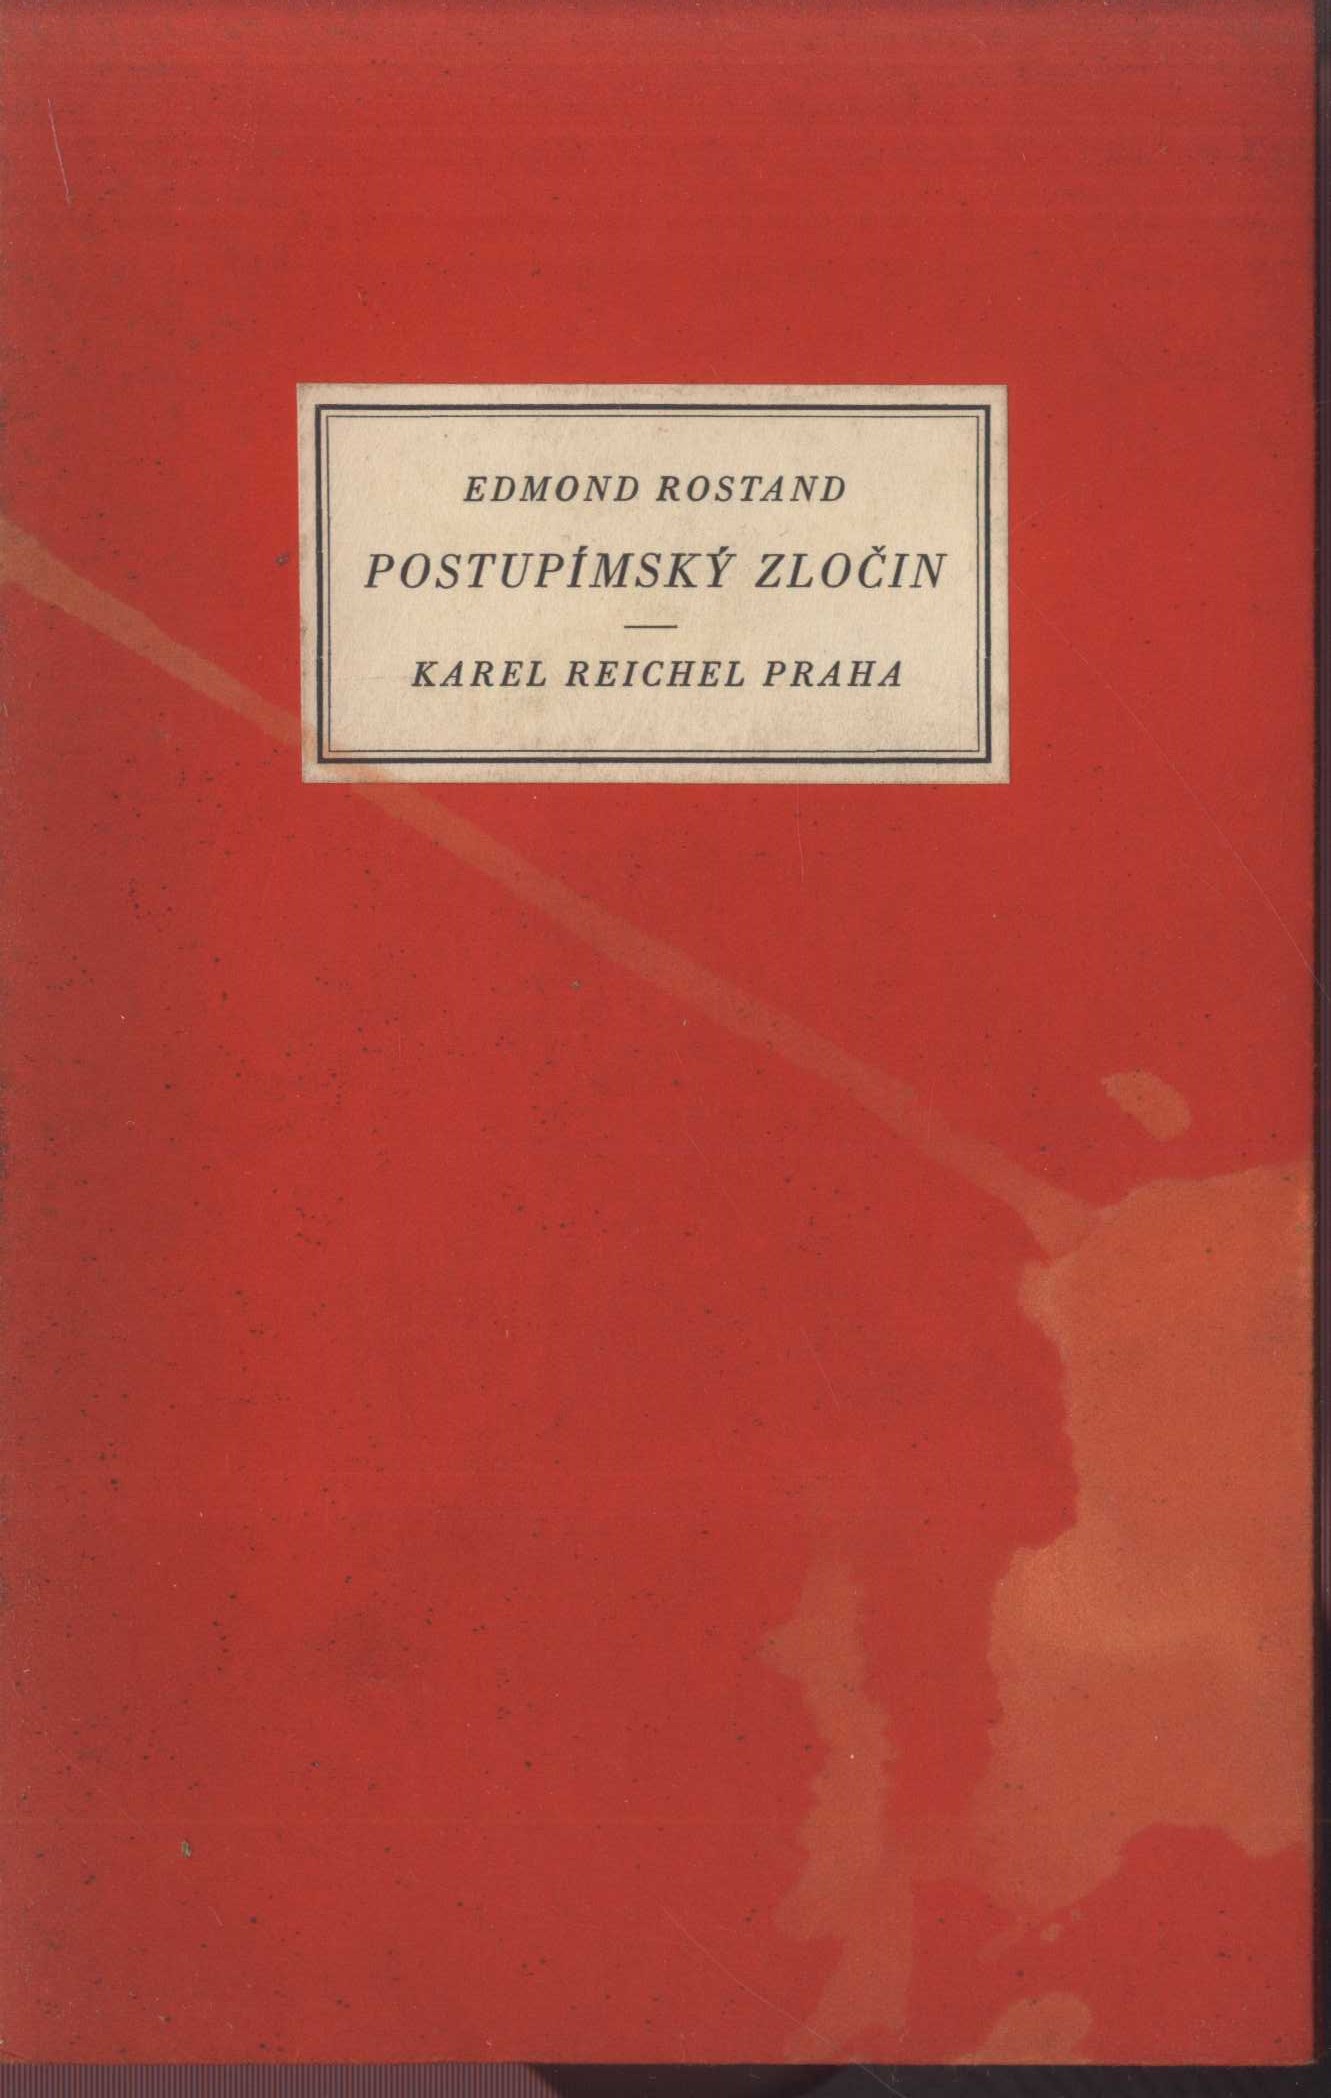 EDMOND ROSTAND
POSTUPÍMSKÝ ZLOČIN
KAREL REICHEL PRAHA